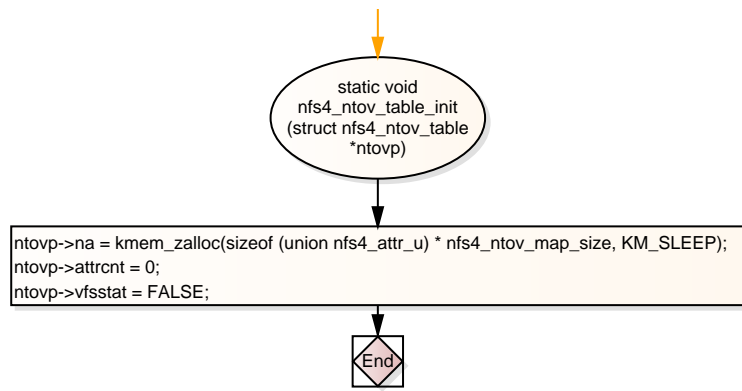 static void
nfs4_ntov_table_init
(struct nfs4_ntov_table
*ntovp)
ntovp->na = kmem_zalloc(sizeof (union nfs4_attr_u) * nfs4_ntov_map_size, KM_SLEEP);
ntovp->attrcnt = 0;
ntovp->vfsstat = FALSE;
End